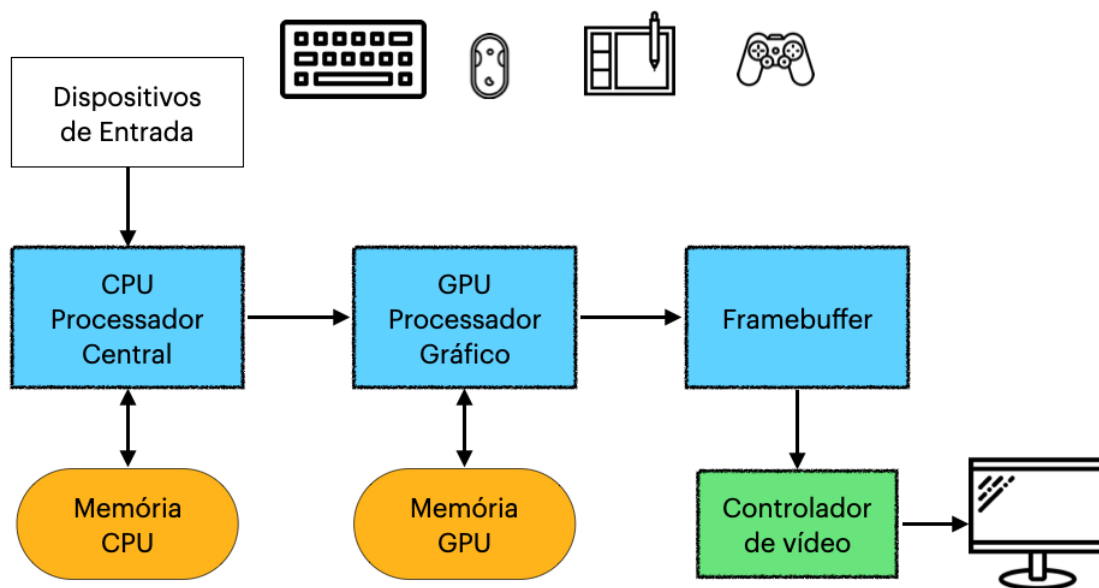 Dispositivos
de Entrada
CPU
Processador
Central
GPU
Processador
Gráfico
Framebuffer
Memória
CPU
Memória
GPU
Controlador
de vídeo